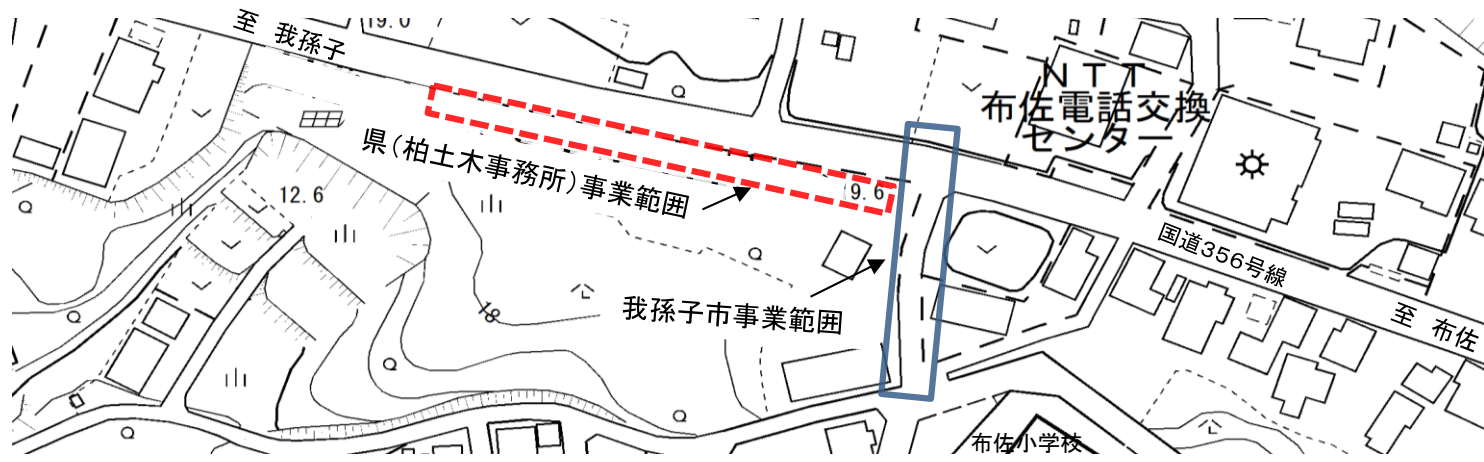 至 我孫子
19.0
NTT
布佐電話交換
センター
県(柏土木事務所)事業範囲
9.6
12.6
国道356号線
我孫子市事業範囲
18
至 布佐
布佐小学校